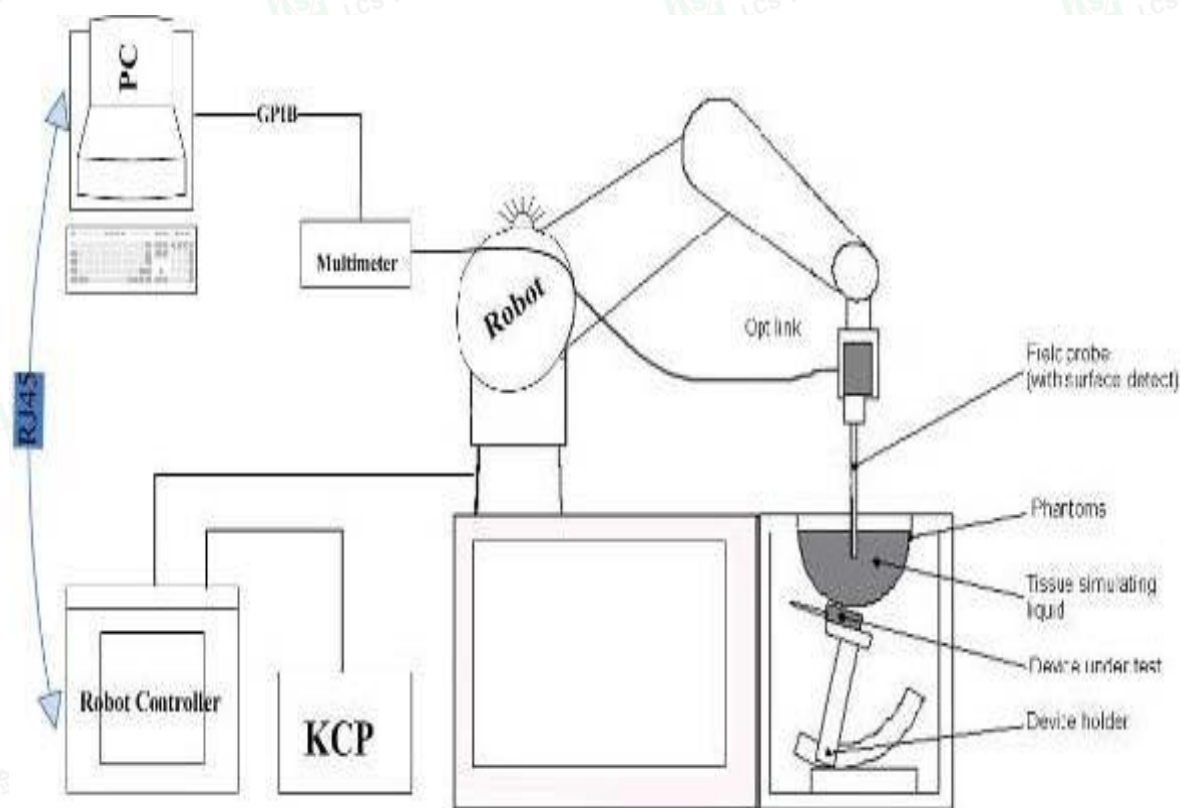 PC
GPIB
Multimeter
Robot
Opt link
Field probe
(with surface detect)
RJ45
Phantoms
Tissue simulating
liquid
Device under test
Device holder
Robot Controller
KCP